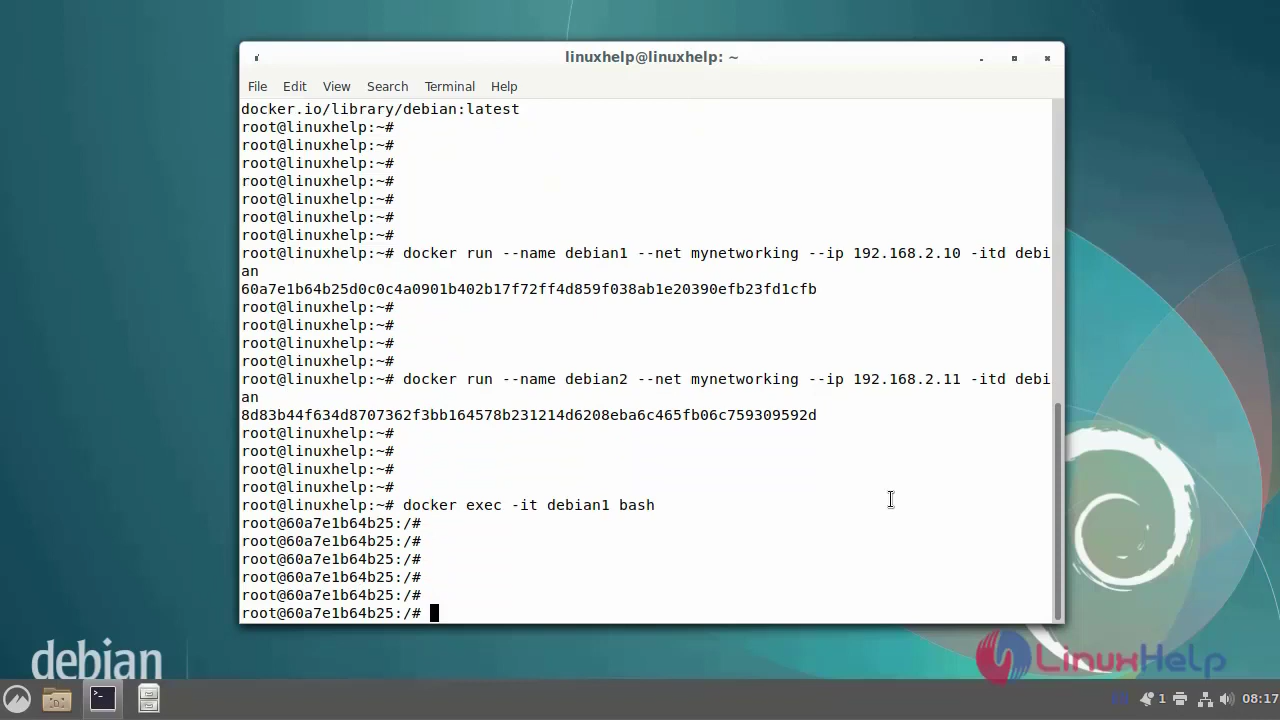 linuxhelp@linuxhelp: ~
File Edit View Search Terminal Help
docker.io/library/debian:latest
root@linuxhelp:~#
root@linuxhelp:~#
root@linuxhelp:~#
root@linuxhelp:~#
root@linuxhelp:~#
root@linuxhelp:~#
root@linuxhelp:~#
root@linuxhelp:~# docker run --name debian1 --net mynetworking --ip 192.168.2.10 -itd debi
an
60a7e1b64b25d0c0c4a0901b402b17f72ff4d859f038ab1e20390efb23fd1cfb
root@linuxhelp:~#
root@linuxhelp:~#
root@linuxhelp:~#
root@linuxhelp:~#
root@linuxhelp:~# docker run --name debian2 --net mynetworking --ip 192.168.2.11 -itd debi
an
8d83b44f634d8707362f3bb164578b231214d6208eba6c465fb06c759309592d
root@linuxhelp:~#
root@linuxhelp:~#
root@linuxhelp:~#
root@linuxhelp:~#
root@linuxhelp:~# docker exec -it debian1 bash
root@60a7e1b64b25:/#
root@60a7e1b64b25:/#
root@60a7e1b64b25:/#
root@60a7e1b64b25:/#
root@60a7e1b64b25:/#
root@60a7e1b64b25:/#
debian
LinuxHelp
1 08:17